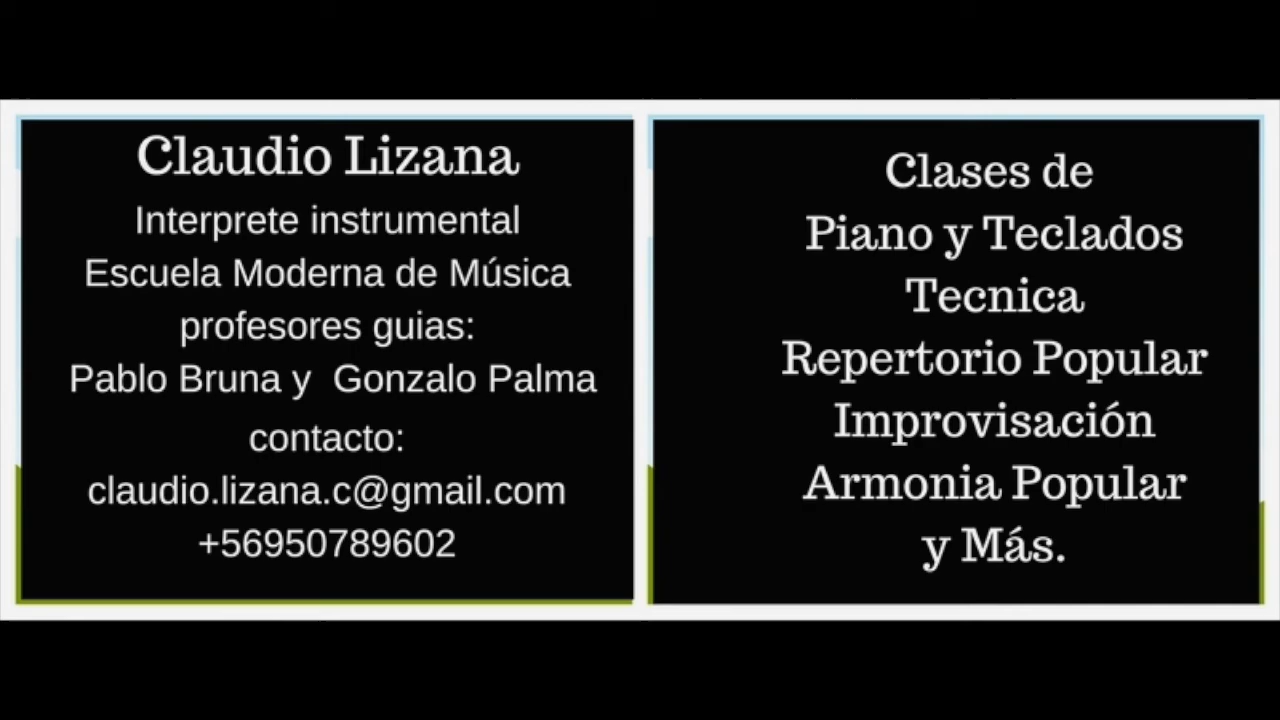 Claudio Lizana
Interprete instrumental
Escuela Moderna de Música
profesores guias:
Pablo Bruna y  Gonzalo Palma
contacto:
claudio.lizana.c@gmail.com
+56950789602
Clases de
Piano y Teclados
Tecnica
Repertorio Popular
Improvisación
Armonia Popular
y Más.